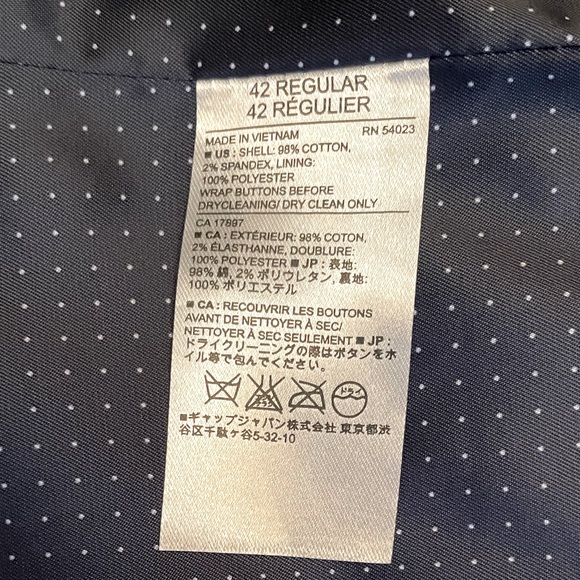 42 REGULAR
42 RÉGULIER
MADE IN VIETNAM RN 54023
■ US : SHELL: 98% COTTON,
2% SPANDEX, LINING:
100% POLYESTER
WRAP BUTTONS BEFORE
DRYCLEANING/ DRY CLEAN ONLY
CA 17897
■ CA : EXTÉRIEUR: 98% COTON,
2% ÉLASTHANNE, DOUBLURE:
100% POLYESTER ■ JP : 表地:
98% 綿, 2% ポリウレタン, 裏地:
100% ポリエステル
■ CA : RECOUVRIR LES BOUTONS
AVANT DE NETTOYER À SEC/
NETTOYER À SEC SEULEMENT ■ JP :
ドライクリーニングの際はボタンをホ
イル等で包んでください。
エンソ
ドライ
■ギャップジャパン株式会社 東京都渋
谷区千駄ヶ谷5-32-10